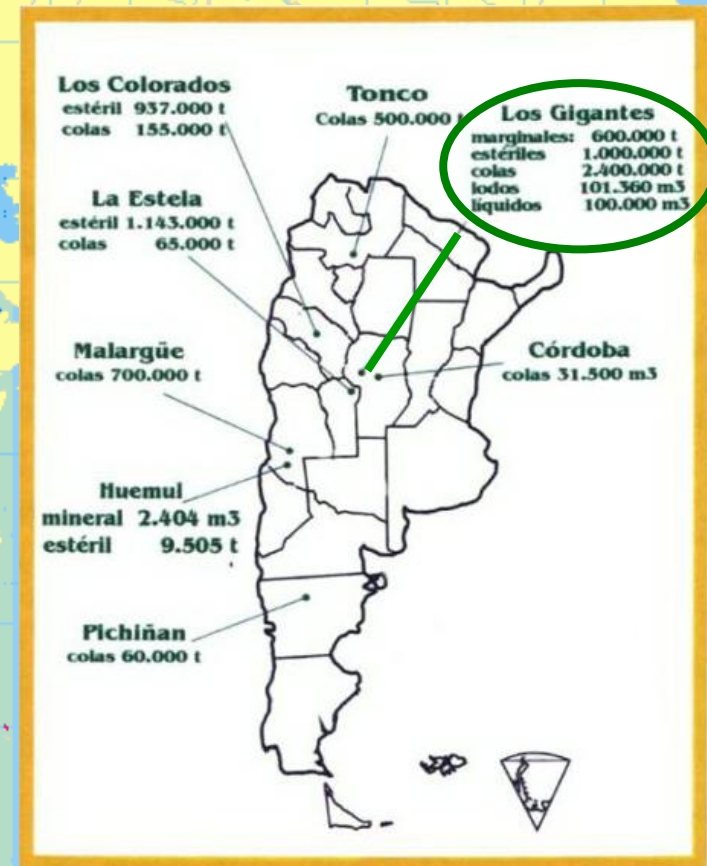 Los Colorados
estéril 937.000 t
colas 155.000 t
Tonco
Colas 500.000 t
Los Gigantes
marginales: 600.000 t
estériles 1.000.000 t
colas 2.400.000 t
lodos 101.360 m3
líquidos 100.000 m3
La Estela
estéril 1.143.000 t
colas 65.000 t
Malargüe
colas 700.000 t
Córdoba
colas 31.500 m3
Huemul
mineral 2.404 m3
estéril 9.505 t
Pichiñan
colas 60.000 t